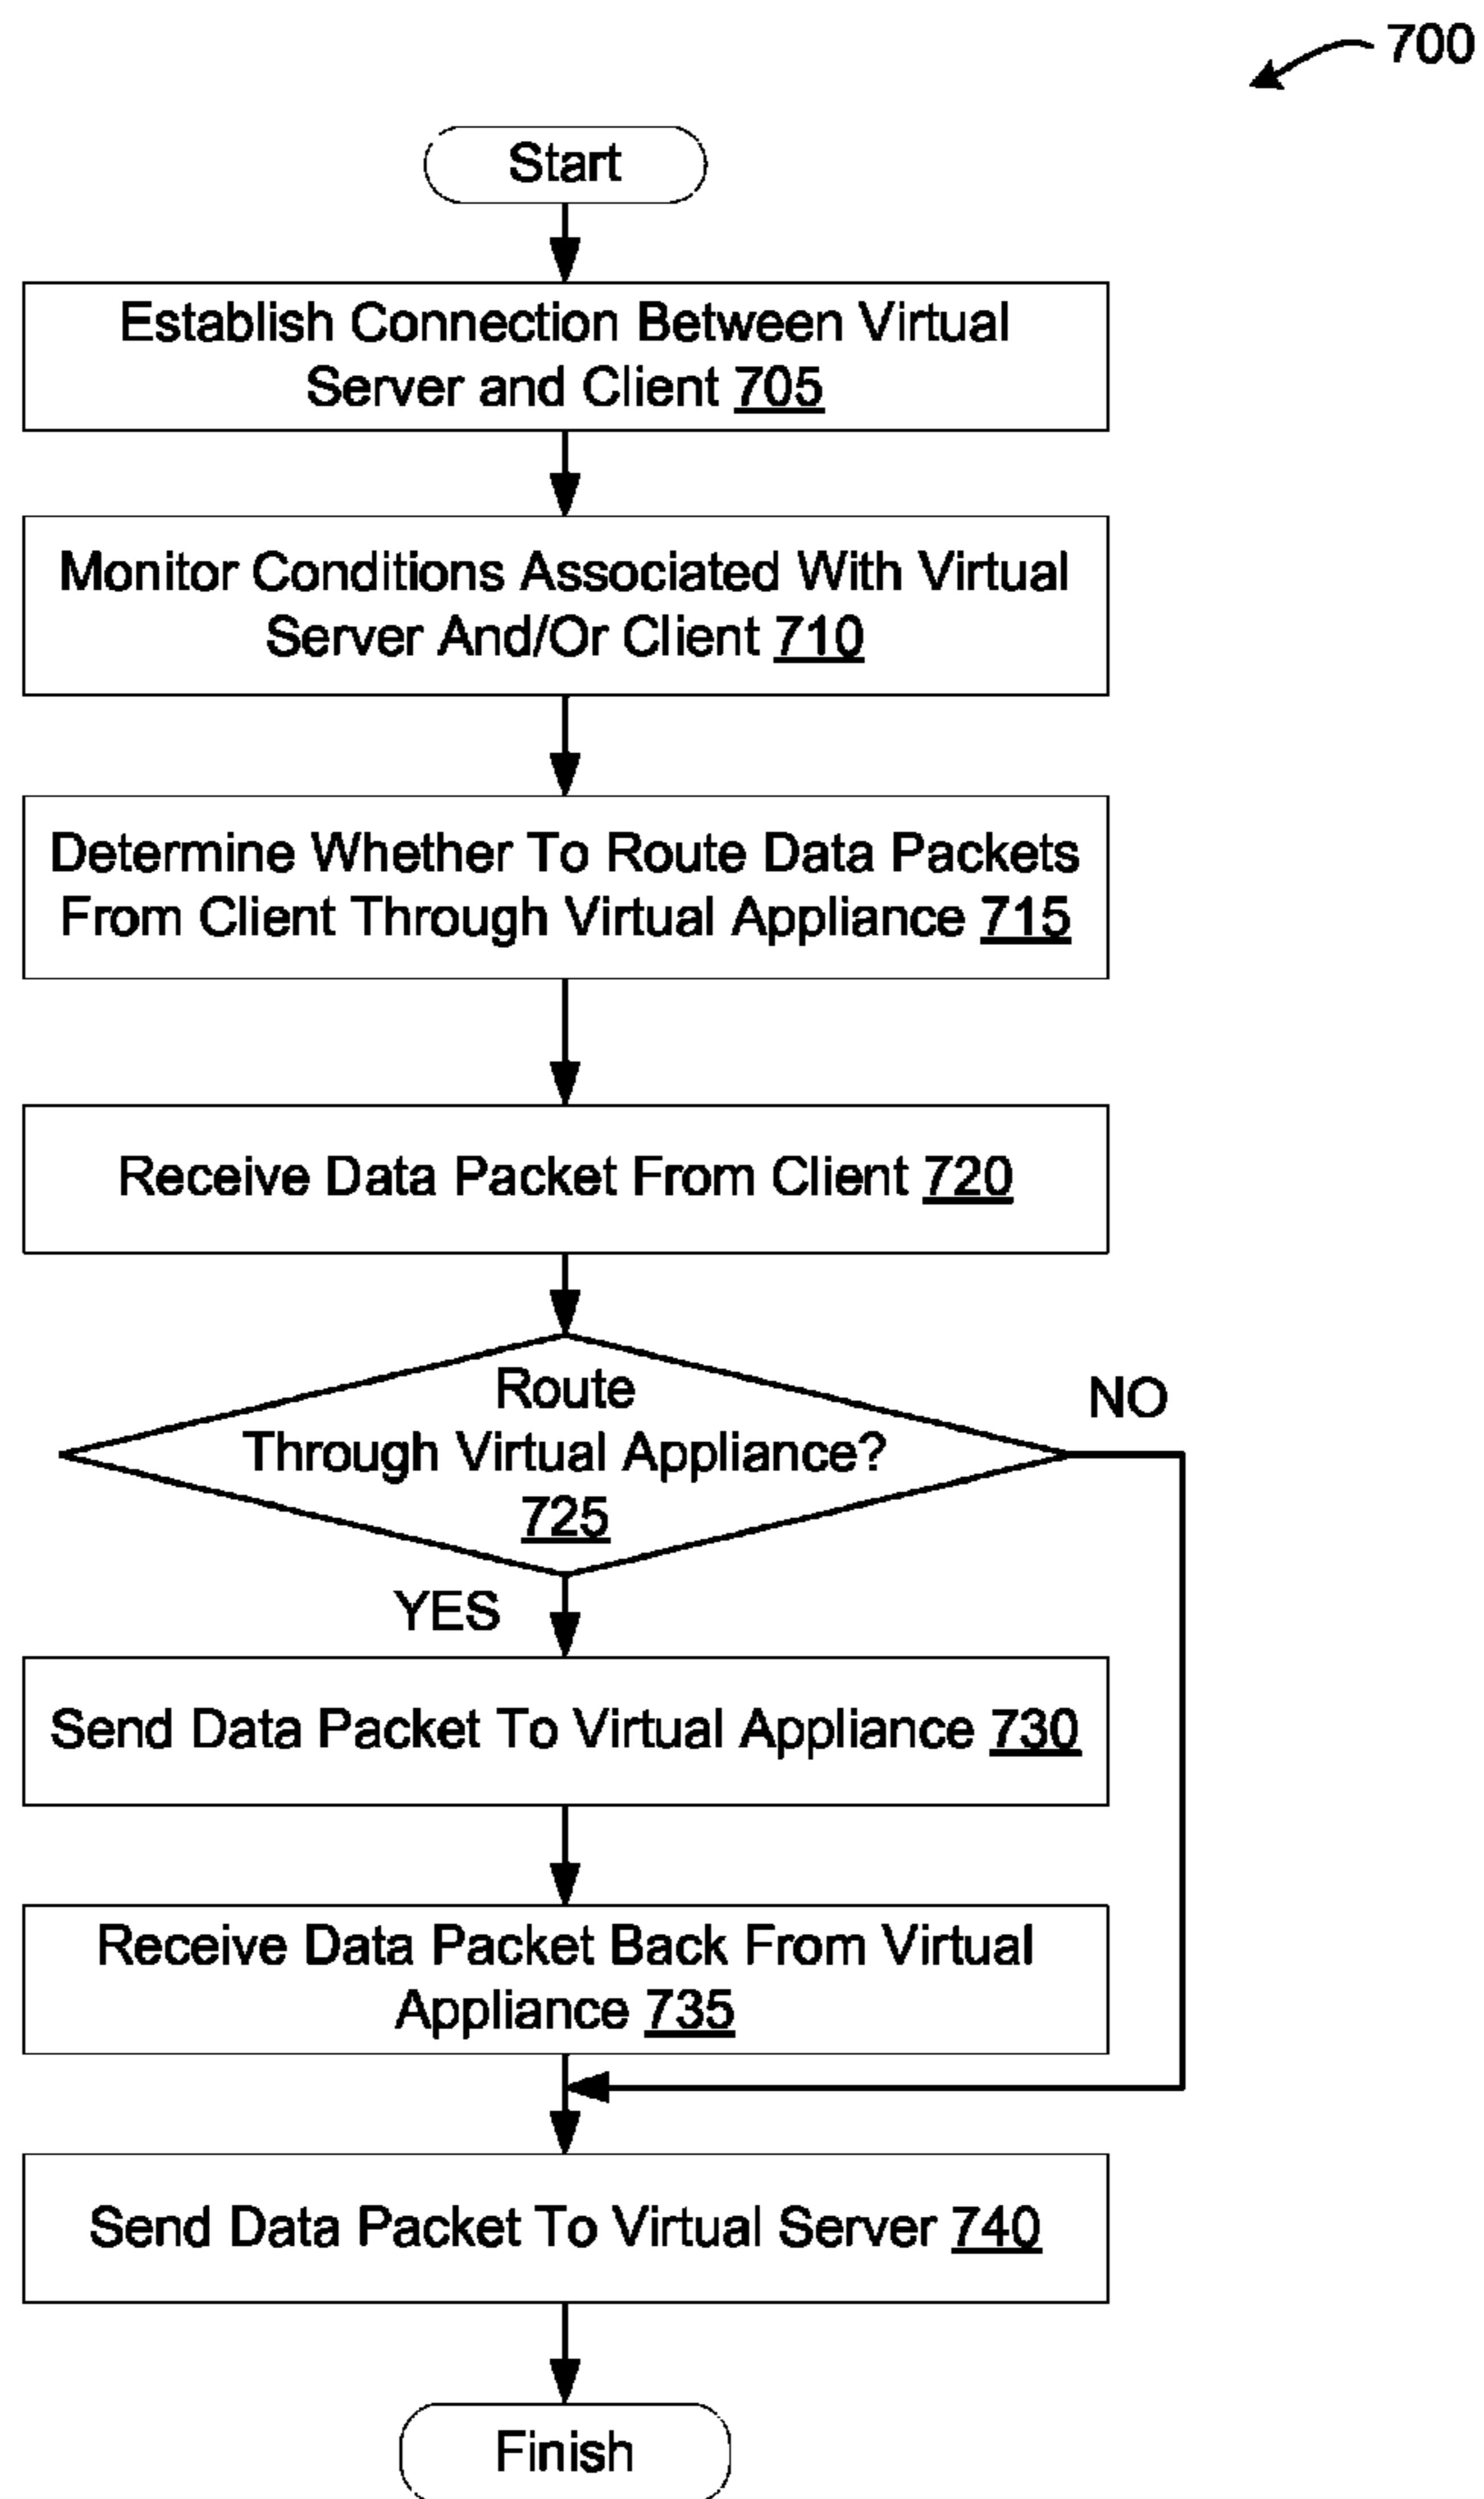 700
Start
Establish Connection Between Virtual
Server and Client 705
Monitor Conditions Associated With Virtual
Server And/Or Client 710
Determine Whether To Route Data Packets
From Client Through Virtual Appliance 715
Receive Data Packet From Client 720
Route
Through Virtual Appliance?
725
NO
YES
Send Data Packet To Virtual Appliance 730
Receive Data Packet Back From Virtual
Appliance 735
Send Data Packet To Virtual Server 740
Finish